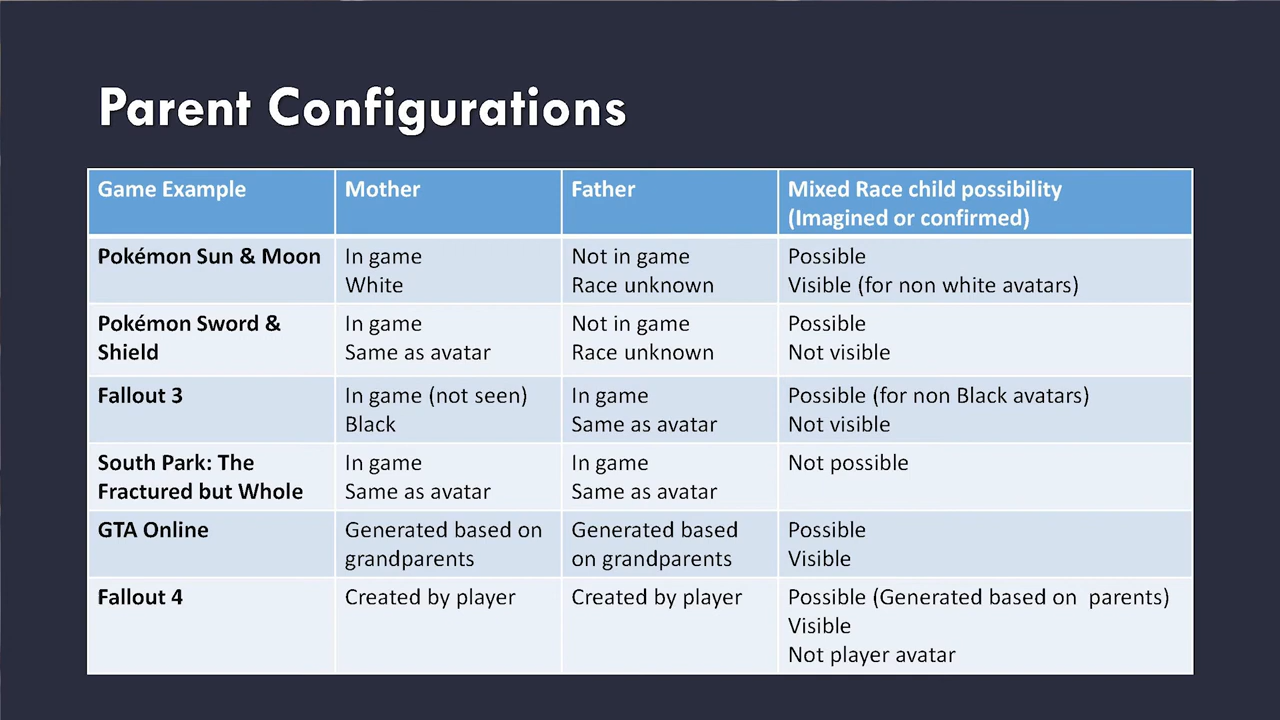 Parent Configurations
Game Example
Mother
Father
Mixed Race child possibility
(Imagined or confirmed)
Pokémon Sun & Moon
In game
White
Not in game
Race unknown
Possible
Visible (for non white avatars)
Pokémon Sword &
Shield
In game
Same as avatar
Not in game
Race unknown
Possible
Not visible
Fallout 3
In game (not seen)
Black
In game
Same as avatar
Possible (for non Black avatars)
Not visible
South Park: The
Fractured but Whole
In game
Same as avatar
In game
Same as avatar
Not possible
GTA Online
Generated based on
grandparents
Generated based
on grandparents
Possible
Visible
Fallout 4
Created by player
Created by player
Possible (Generated based on  parents)
Visible
Not player avatar